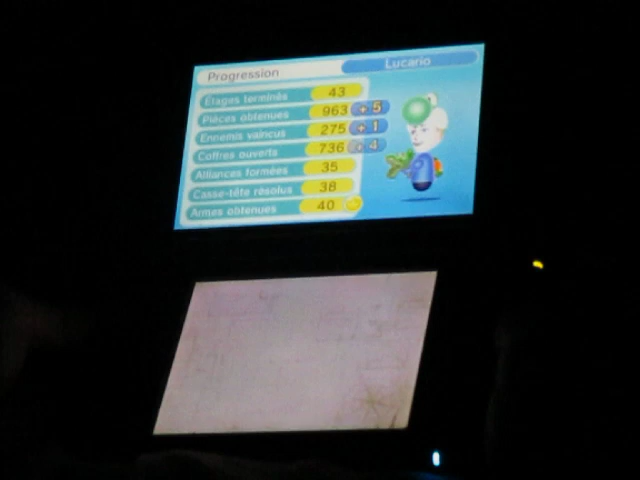 Progression
Lucario
Étages terminés 43
Pièces obtenues 963 + 5
Ennemis vaincus 275 + 1
Coffres ouverts 736 + 4
Alliances formées 35
Casse-tête résolus 38
Armes obtenues 40